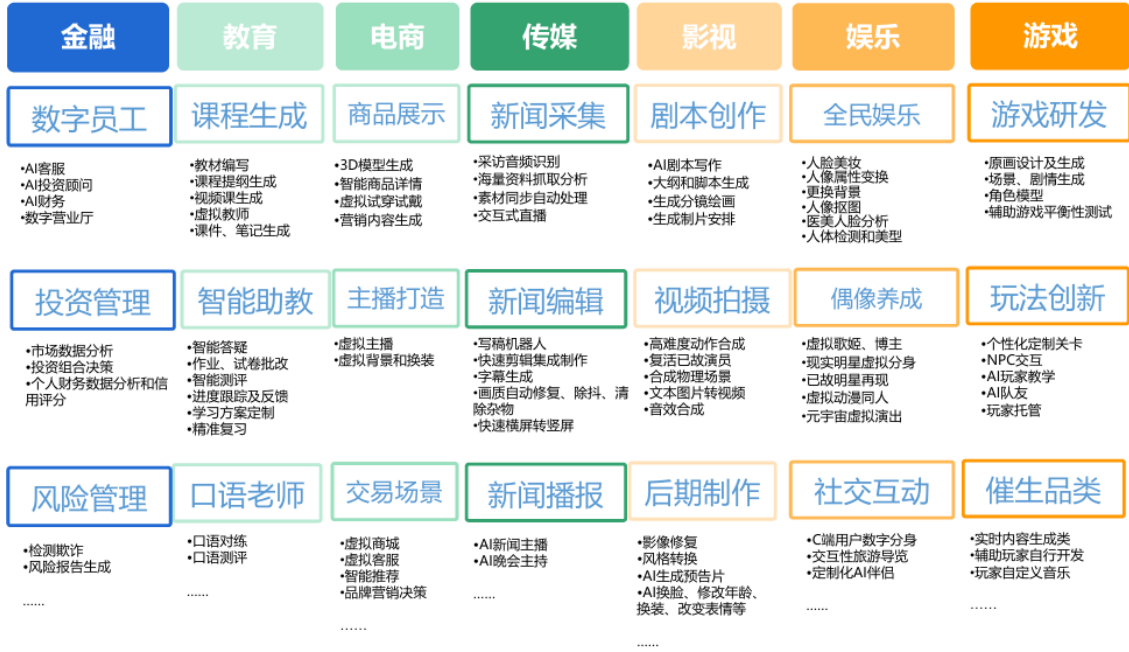 金融
教育
电商
传媒
影视
娱乐
游戏
数字员工
课程生成
商品展示
新闻采集
剧本创作
全民娱乐
游戏研发
•AI客服
•AI投资顾问
•AI财务
•数字营业厅
•教材编写
•课程提纲生成
•视频课生成
•虚拟教师
•课件、笔记生成
•3D模型生成
•智能商品详情
•虚拟试穿试戴
•营销内容生成
•采访音频识别
•海量资料抓取分析
•素材同步自动处理
•交互式直播
•AI剧本写作
•大纲和脚本生成
•生成分镜绘画
•生成制片安排
•人脸美妆
•人像属性变换
•更换背景
•人像抠图
•医美人脸分析
•人体检测和美型
•原画设计及生成
•场景、剧情生成
•角色模型
•辅助游戏平衡性测试
投资管理
智能助教
主播打造
新闻编辑
视频拍摄
偶像养成
玩法创新
•市场数据分析
•投资组合决策
•个人财务数据分析和信
用评分
•智能答疑
•作业、试卷批改
•智能测评
•进度跟踪及反馈
•学习方案定制
•精准复习
•虚拟主播
•虚拟背景和换装
•写稿机器人
•快速剪辑集成制作
•字幕生成
•画质自动修复、除抖、清
除杂物
•快速横屏转竖屏
•高难度动作合成
•复活已故演员
•合成物理场景
•文本图片转视频
•音效合成
•虚拟歌姬、博主
•现实明星虚拟分身
•已故明星再现
•虚拟动漫同人
•元宇宙虚拟演出
•个性化定制关卡
•NPC交互
•AI玩家教学
•AI队友
•玩家托管
风险管理
口语老师
交易场景
新闻播报
后期制作
社交互动
催生品类
•检测欺诈
•风险报告生成
......
•口语对练
•口语测评
......
•虚拟商城
•虚拟客服
•智能推荐
•品牌营销决策
......
•AI新闻主播
•AI晚会主持
......
•影像修复
•风格转换
•AI生成预告片
•AI换脸、修改年龄、
换装、改变表情等
......
•C端用户数字分身
•交互性旅游导览
•定制化AI伴侣
......
•实时内容生成类
•辅助玩家自行开发
•玩家自定义音乐
......